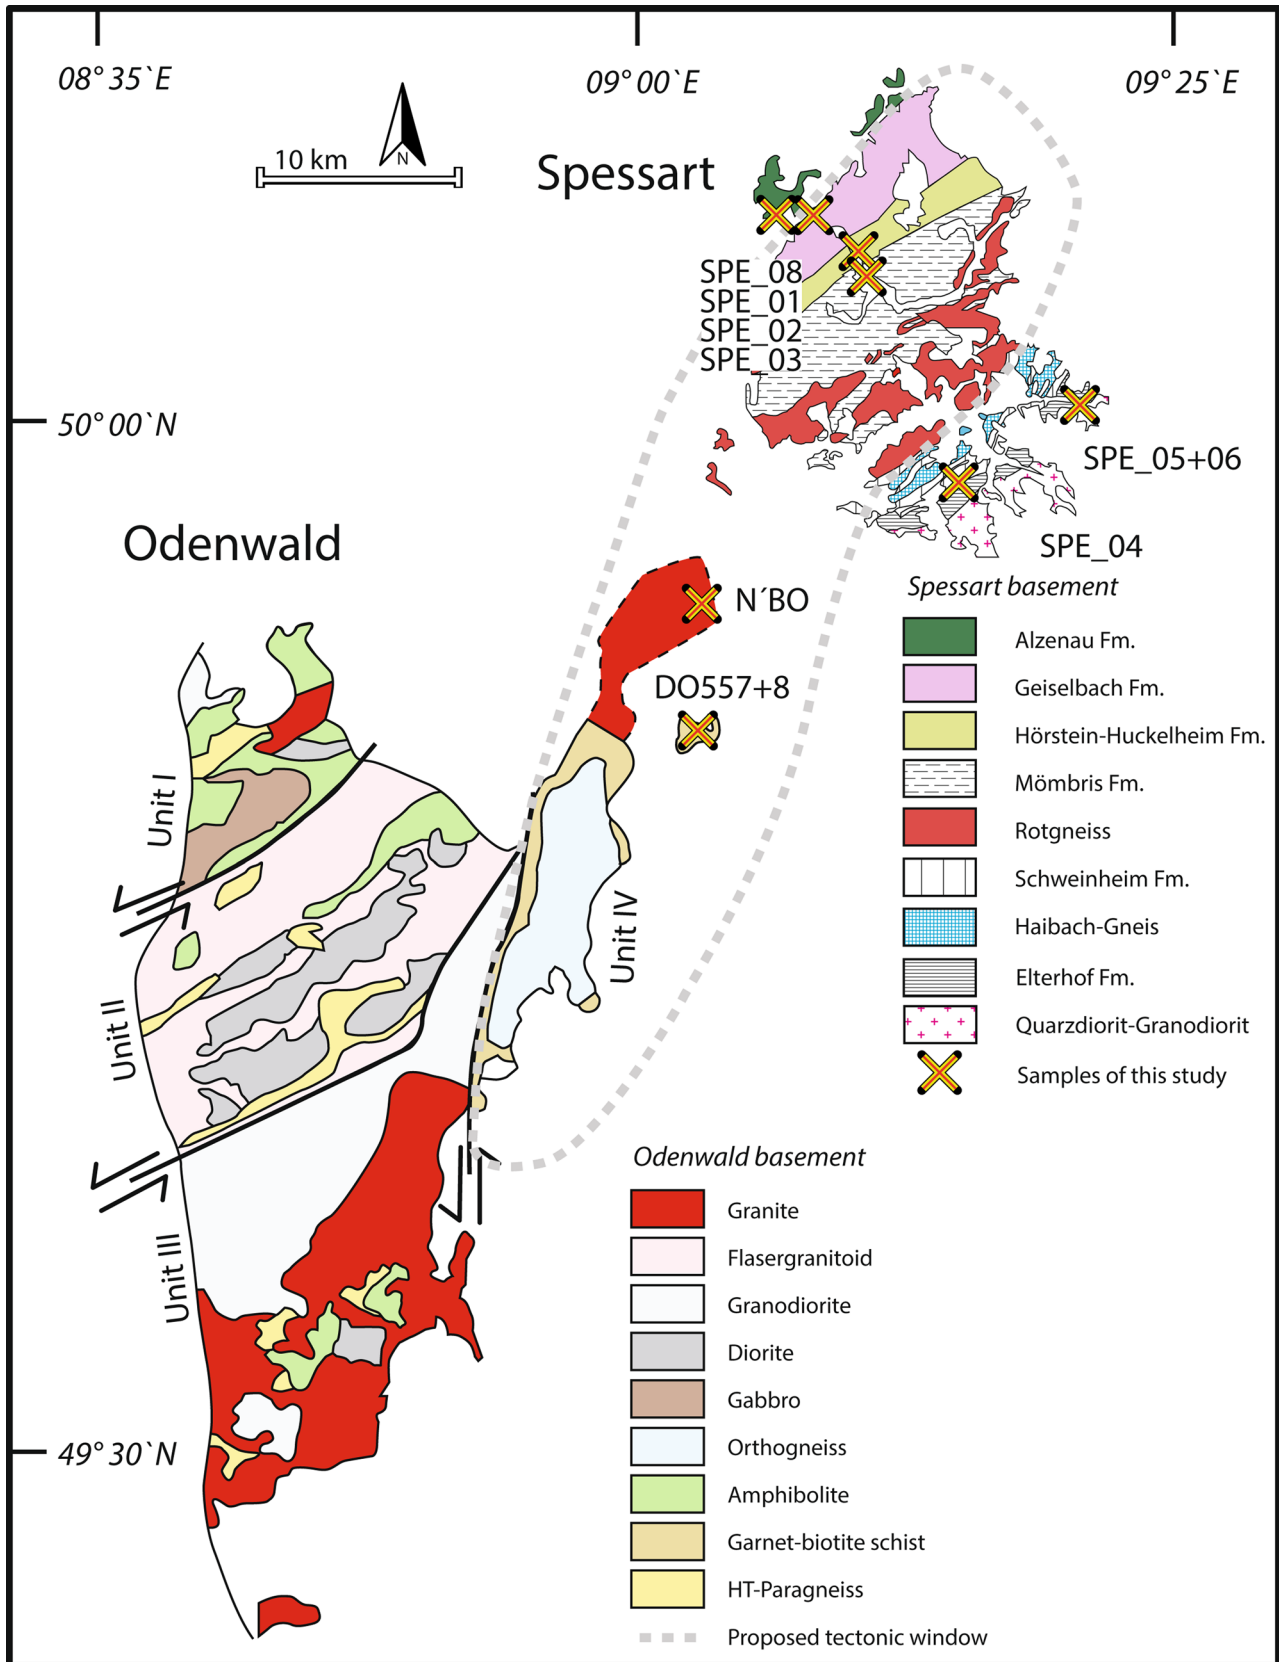 08°35`E
09°00`E
09°25`E
10 km
N
Spessart
SPE_08
SPE_01
SPE_02
SPE_03
50°00`N
SPE_05+06
Odenwald
SPE_04
N´BO
DO557+8
Unit I
Unit IV
Unit II
Unit III
49°30`N
Spessart basement
Alzenau Fm.
Geiselbach Fm.
Hörstein-Huckelheim Fm.
Mömbris Fm.
Rotgneiss
Schweinheim Fm.
Haibach-Gneis
Elterhof Fm.
Quarzdiorit-Granodiorit
Samples of this study
Odenwald basement
Granite
Flasergranitoid
Granodiorite
Diorite
Gabbro
Orthogneiss
Amphibolite
Garnet-biotite schist
HT-Paragneiss
Proposed tectonic window